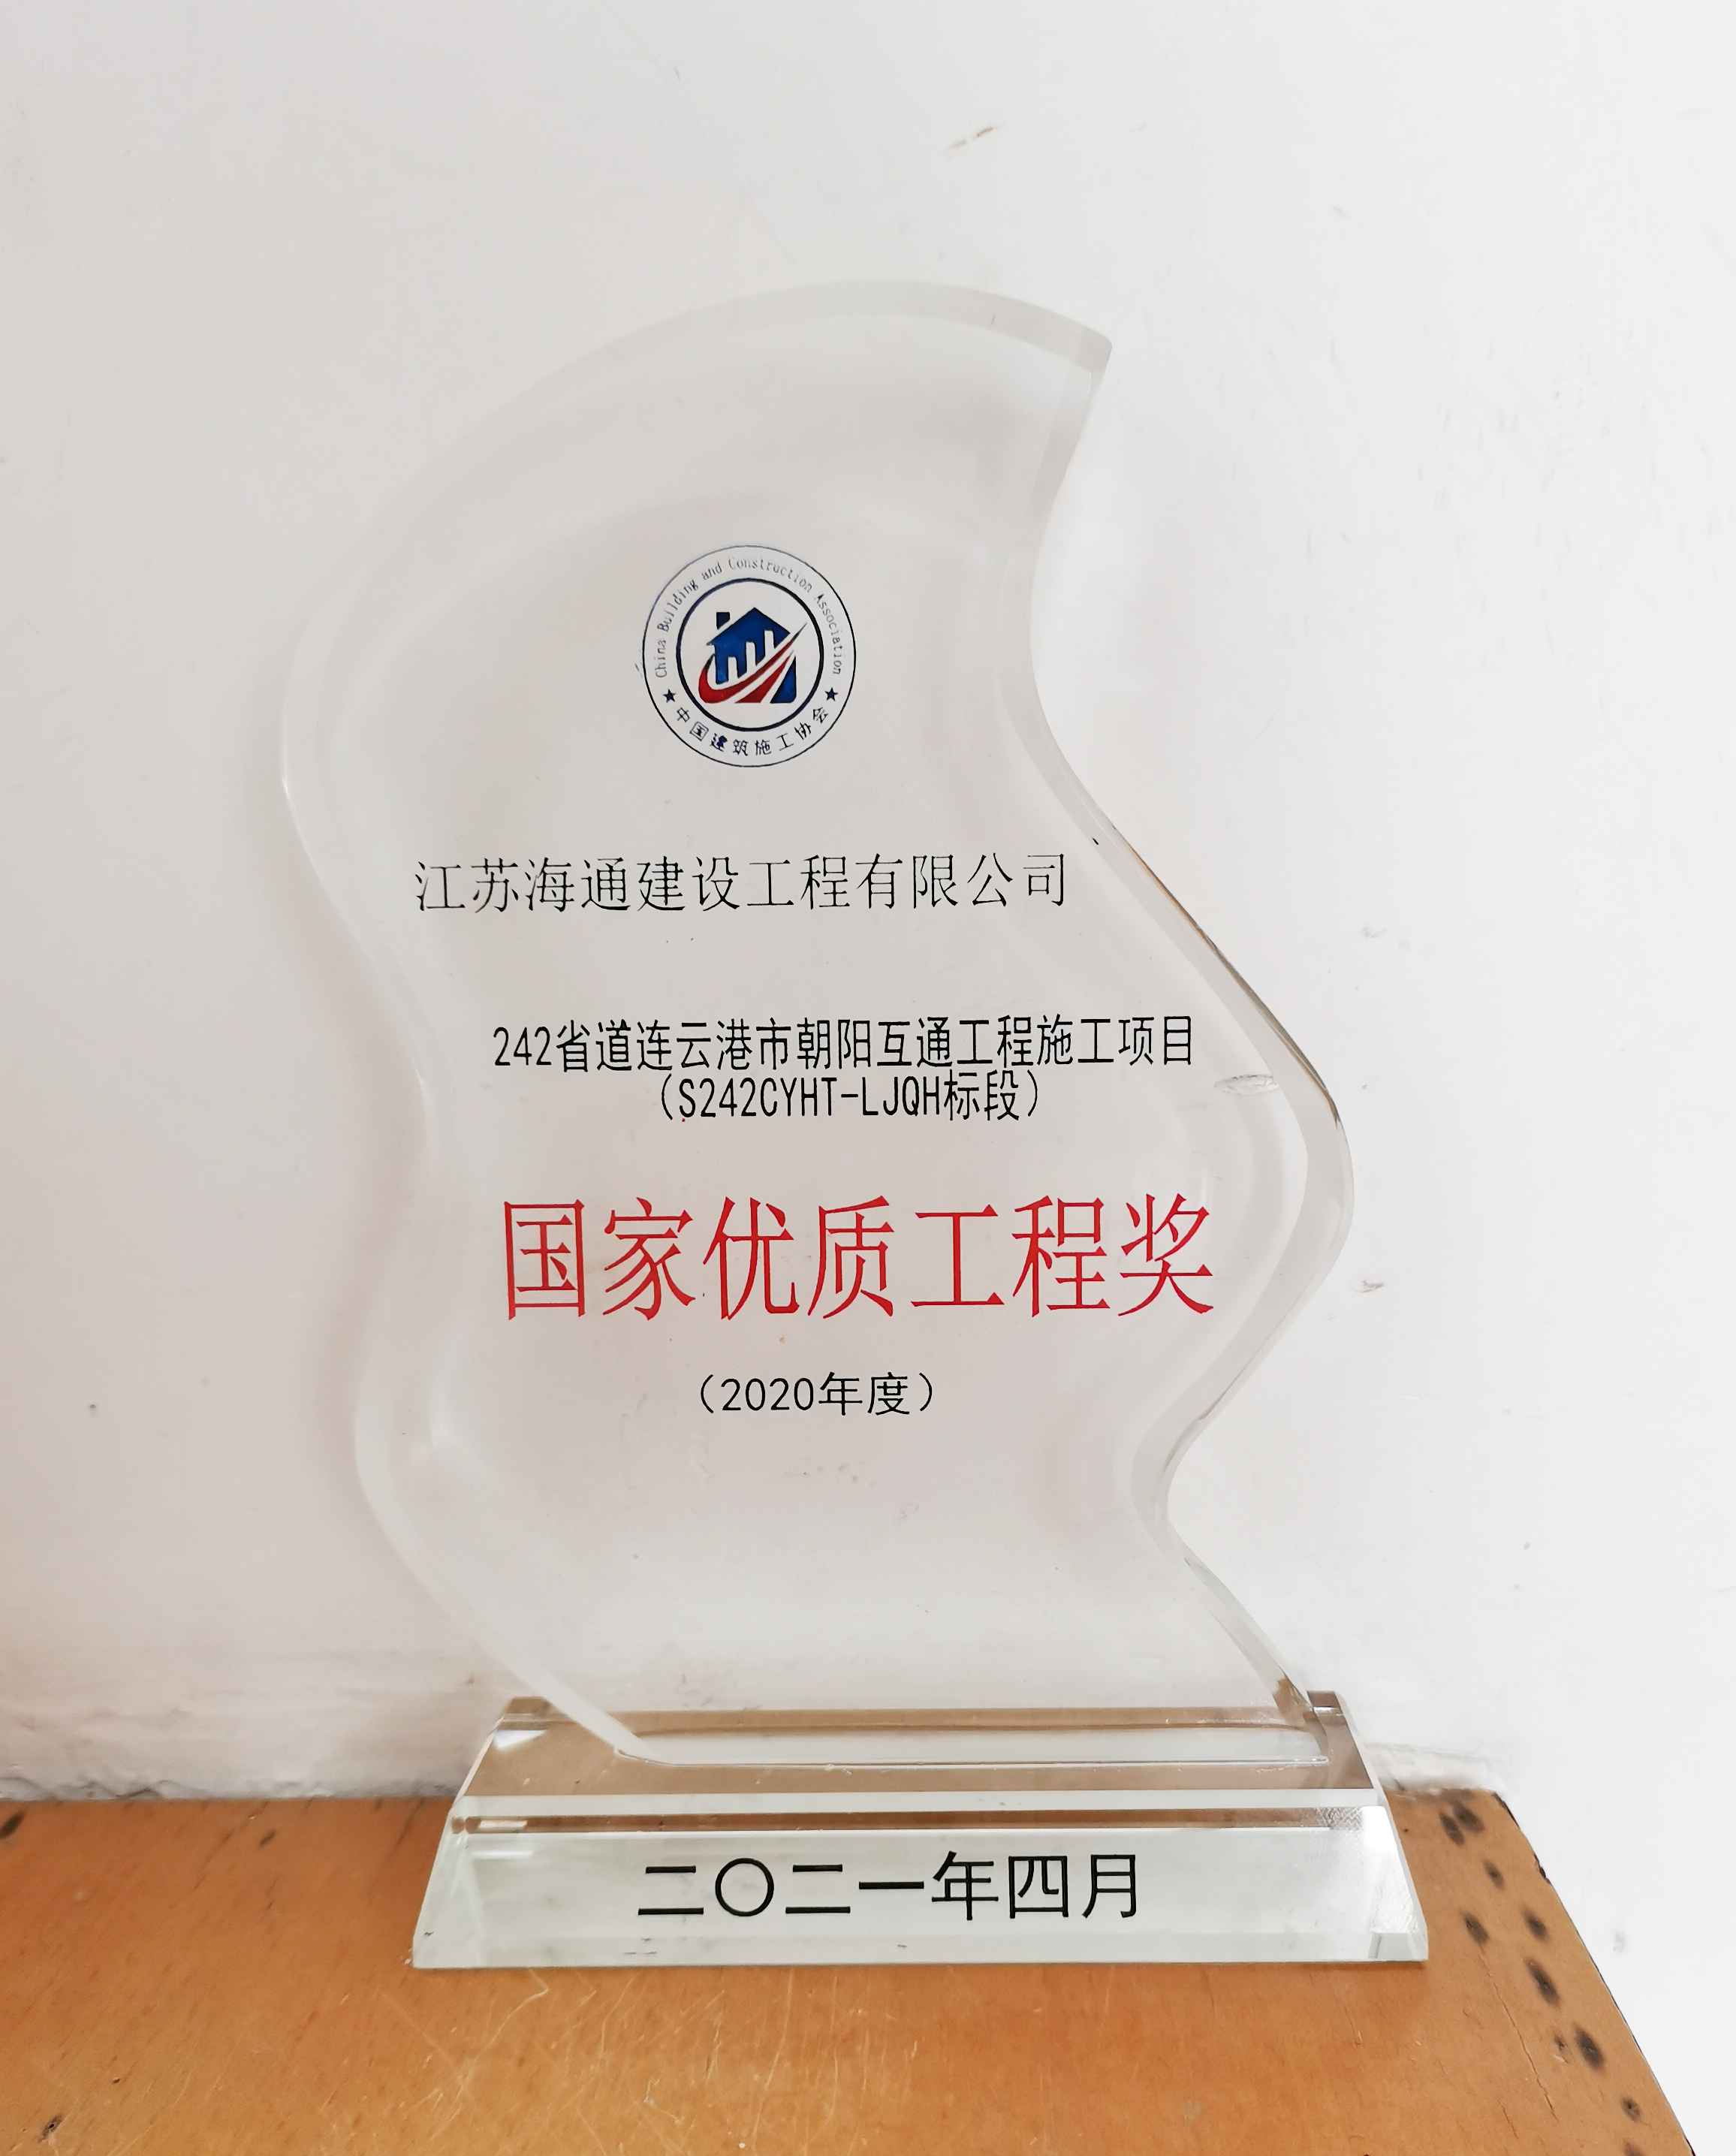 China Building and Construction Association
★中国建筑施工协会★
江苏海通建设工程有限公司
242省道连云港市朝阳互通工程施工项目
（S242CYHT-LJQH标段）
国家优质工程奖
（2020年度）
二〇二一年四月